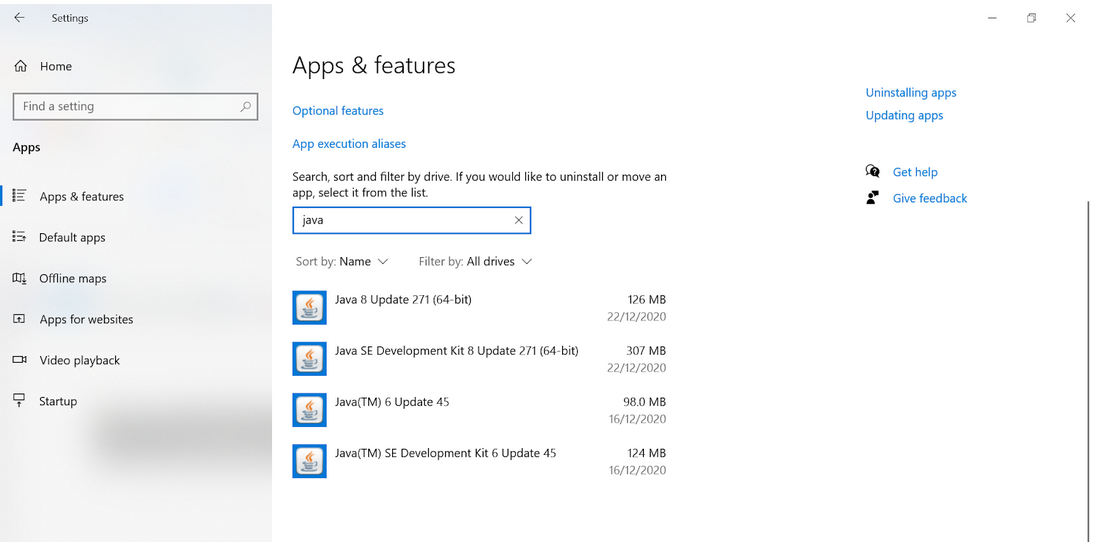 Settings
Home
Find a setting
Apps
Apps & features
Default apps
Offline maps
Apps for websites
Video playback
Startup
Apps & features
Optional features
App execution aliases
Search, sort and filter by drive. If you would like to uninstall or move an
app, select it from the list.
java
Sort by: Name Filter by: All drives
Java 8 Update 271 (64-bit) 126 MB
22/12/2020
Java SE Development Kit 8 Update 271 (64-bit) 307 MB
22/12/2020
Java(TM) 6 Update 45 98.0 MB
16/12/2020
Java(TM) SE Development Kit 6 Update 45 124 MB
16/12/2020
Uninstalling apps
Updating apps
Get help
Give feedback